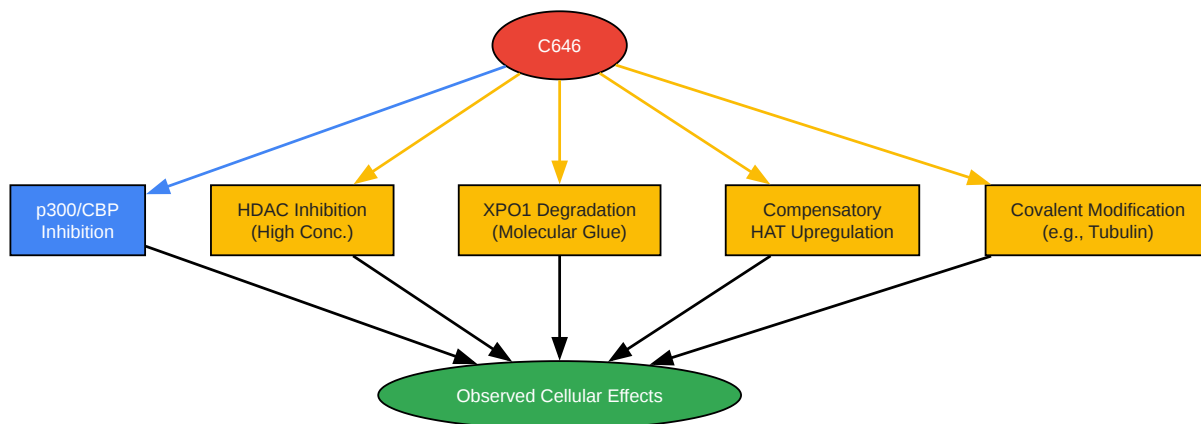 C646
p300/CBP
Inhibition
HDAC Inhibition
(High Conc.)
XPO1 Degradation
(Molecular Glue)
Compensatory
HAT Upregulation
Covalent Modification
(e.g., Tubulin)
Observed Cellular Effects